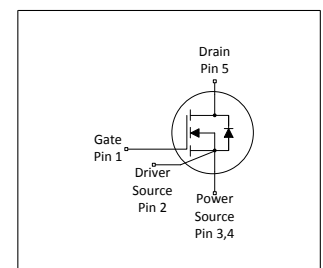 Drain
Pin 5
Gate
Pin 1
Driver
Source
Pin 2
Power
Source
Pin 3,4